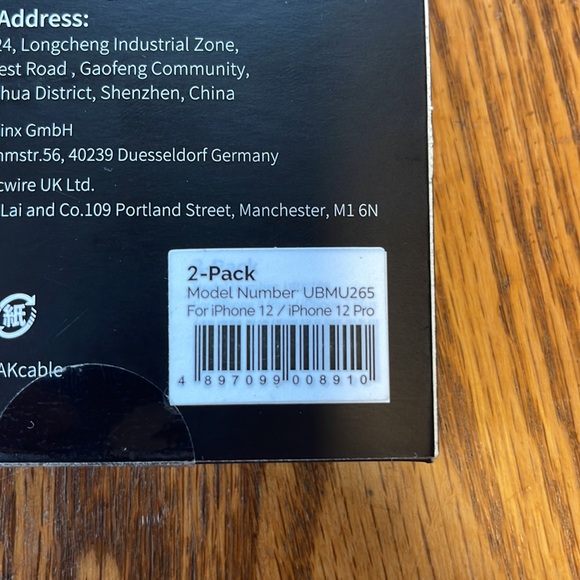 Address:
24, Longcheng Industrial Zone,
est Road , Gaofeng Community,
hua District, Shenzhen, China
inx GmbH
mstr.56, 40239 Duesseldorf Germany
cwire UK Ltd.
Lai and Co.109 Portland Street, Manchester, M1 6N
2-Pack
Model Number: UBMU265
For iPhone 12 / iPhone 12 Pro
4 897099 008910
紙
AKcable